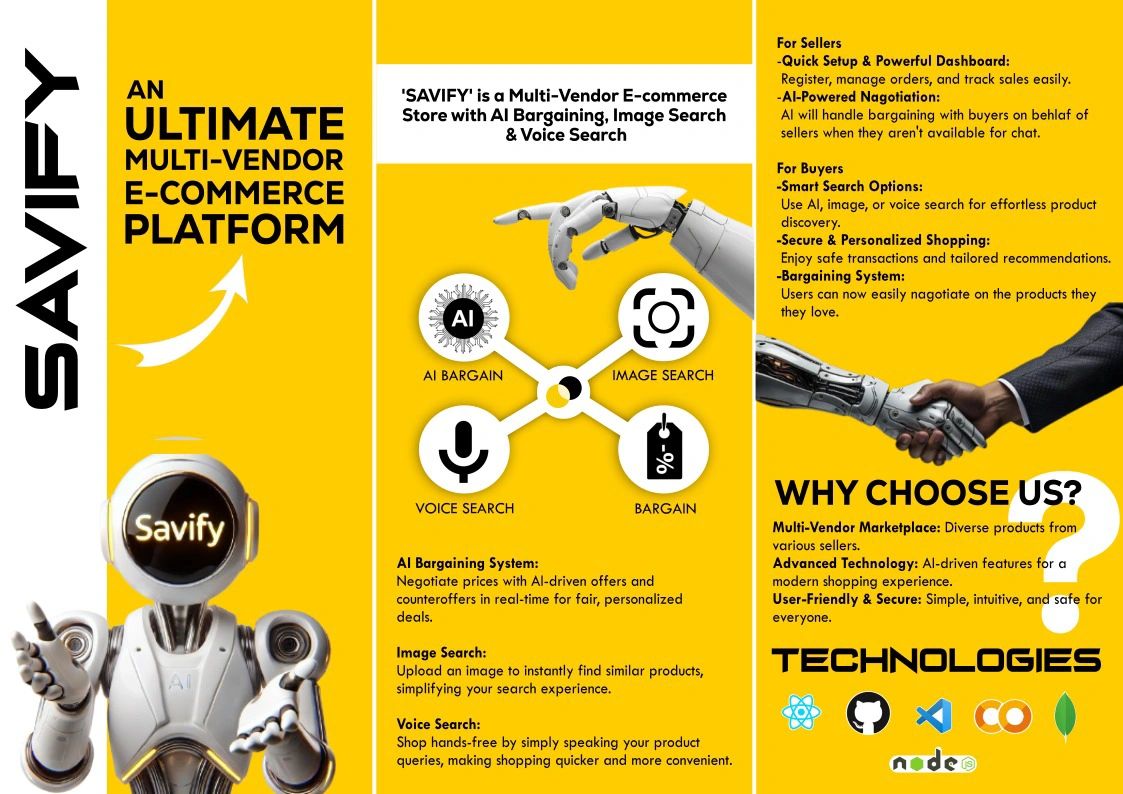 SAVIFY
AN
ULTIMATE
MULTI-VENDOR
E-COMMERCE
PLATFORM
Savify
AI
'SAVIFY' is a Multi-Vendor E-commerce
Store with AI Bargaining, Image Search
& Voice Search
AI
AI BARGAIN
IMAGE SEARCH
%-
VOICE SEARCH
BARGAIN
AI Bargaining System:
Negotiate prices with AI-driven offers and
counteroffers in real-time for fair, personalized
deals.
Image Search:
Upload an image to instantly find similar products,
simplifying your search experience.
Voice Search:
Shop hands-free by simply speaking your product
queries, making shopping quicker and more convenient.
For Sellers
-Quick Setup & Powerful Dashboard:
Register, manage orders, and track sales easily.
-AI-Powered Nagotiation:
AI will handle bargaining with buyers on behlaf of
sellers when they aren't available for chat.
For Buyers
-Smart Search Options:
Use AI, image, or voice search for effortless product
discovery.
-Secure & Personalized Shopping:
Enjoy safe transactions and tailored recommendations.
-Bargaining System:
Users can now easily nagotiate on the products they
they love.
?
WHY CHOOSE US?
Multi-Vendor Marketplace: Diverse products from
various sellers.
Advanced Technology: AI-driven features for a
modern shopping experience.
User-Friendly & Secure: Simple, intuitive, and safe for
everyone.
TECHNOLOGIES
node JS